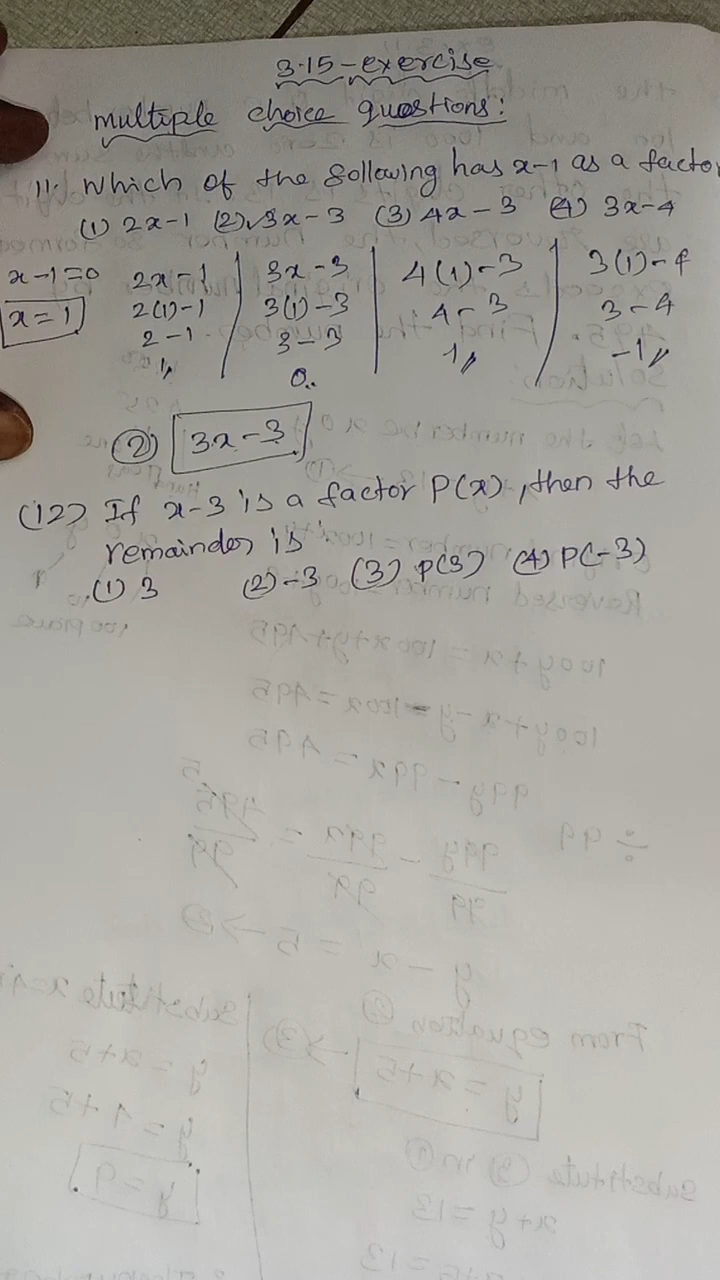 3.15-exercise
multiple choice questions:
11. Which of the following has x-1 as a factor
(1) 2x-1 (2) 3x-3 (3) 4x-3 (4) 3x-4
x-1=0 2x-1 3x-3 4(1)-3 3(1)-4
x=1 2(1)-1 3(1)-3 4-3 3-4
2-1 3-3 1 -1
1 0
(2) 3x-3
(12) If x-3 is a factor P(x), then the
remainder is
(1) 3 (2) -3 (3) P(3) (4) P(-3)